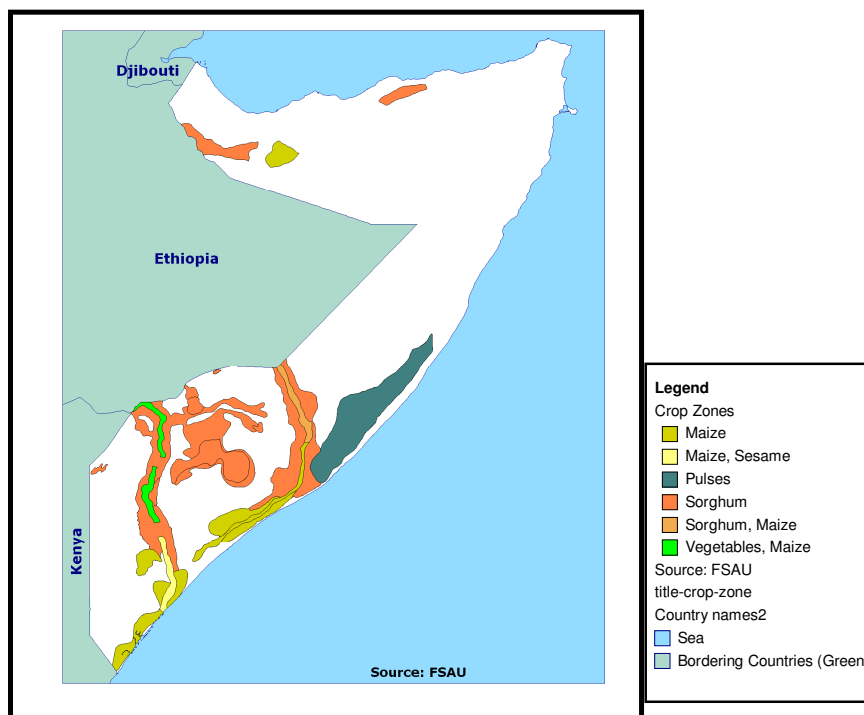 Djibouti
Ethiopia
Kenya
Source: FSAU
Legend
Crop Zones
Maize
Maize, Sesame
Pulses
Sorghum
Sorghum, Maize
Vegetables, Maize
Source: FSAU
title-crop-zone
Country names2
Sea
Bordering Countries (Green